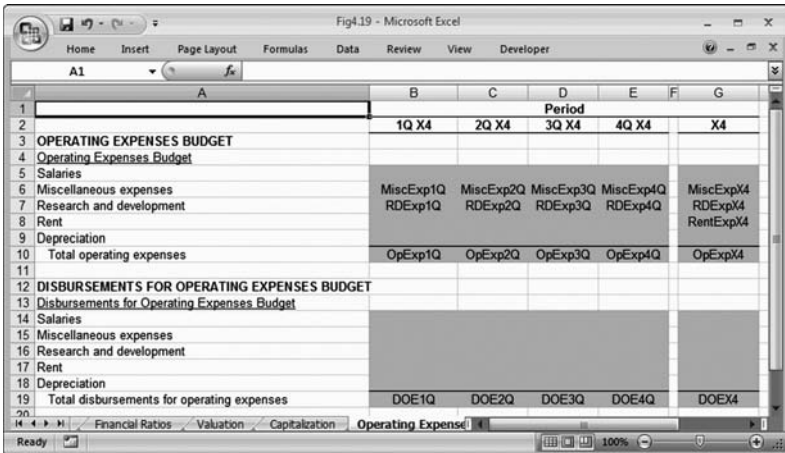 Fig4.19 - Microsoft Excel
Home Insert Page Layout Formulas Data Review View Developer
A1 fx
A B C D E F G
1 Period
2 1Q X4 2Q X4 3Q X4 4Q X4 X4
3 OPERATING EXPENSES BUDGET
4 Operating Expenses Budget
5 Salaries
6 Miscellaneous expenses MiscExp1Q MiscExp2Q MiscExp3Q MiscExp4Q MiscExpX4
7 Research and development RDExp1Q RDExp2Q RDExp3Q RDExp4Q RDExpX4
8 Rent RentExpX4
9 Depreciation
10 Total operating expenses OpExp1Q OpExp2Q OpExp3Q OpExp4Q OpExpX4
11
12 DISBURSEMENTS FOR OPERATING EXPENSES BUDGET
13 Disbursements for Operating Expenses Budget
14 Salaries
15 Miscellaneous expenses
16 Research and development
17 Rent
18 Depreciation
19 Total disbursements for operating expenses DOE1Q DOE2Q DOE3Q DOE4Q DOEX4
20
Financial Ratios Valuation Capitalization Operating Expense
Ready 100%